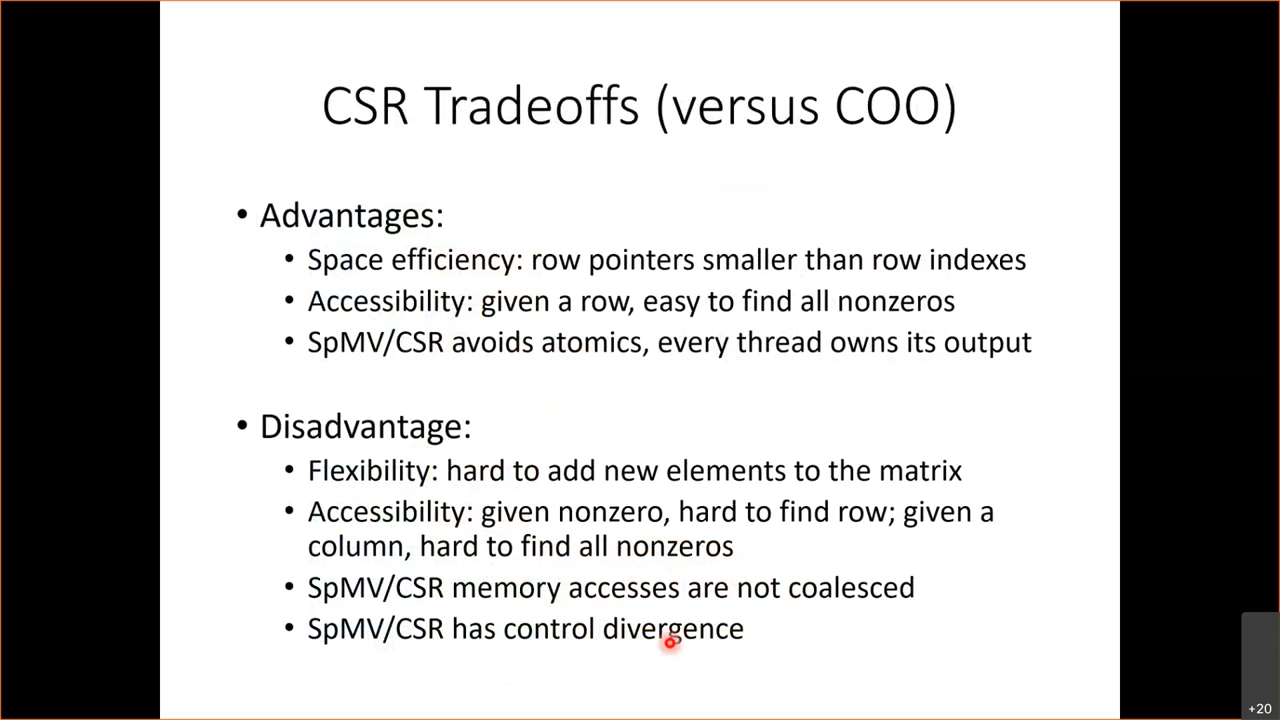 CSR Tradeoffs (versus COO)
• Advantages:
• Space efficiency: row pointers smaller than row indexes
• Accessibility: given a row, easy to find all nonzeros
• SpMV/CSR avoids atomics, every thread owns its output
• Disadvantage:
• Flexibility: hard to add new elements to the matrix
• Accessibility: given nonzero, hard to find row; given a
column, hard to find all nonzeros
• SpMV/CSR memory accesses are not coalesced
• SpMV/CSR has control divergence
+20